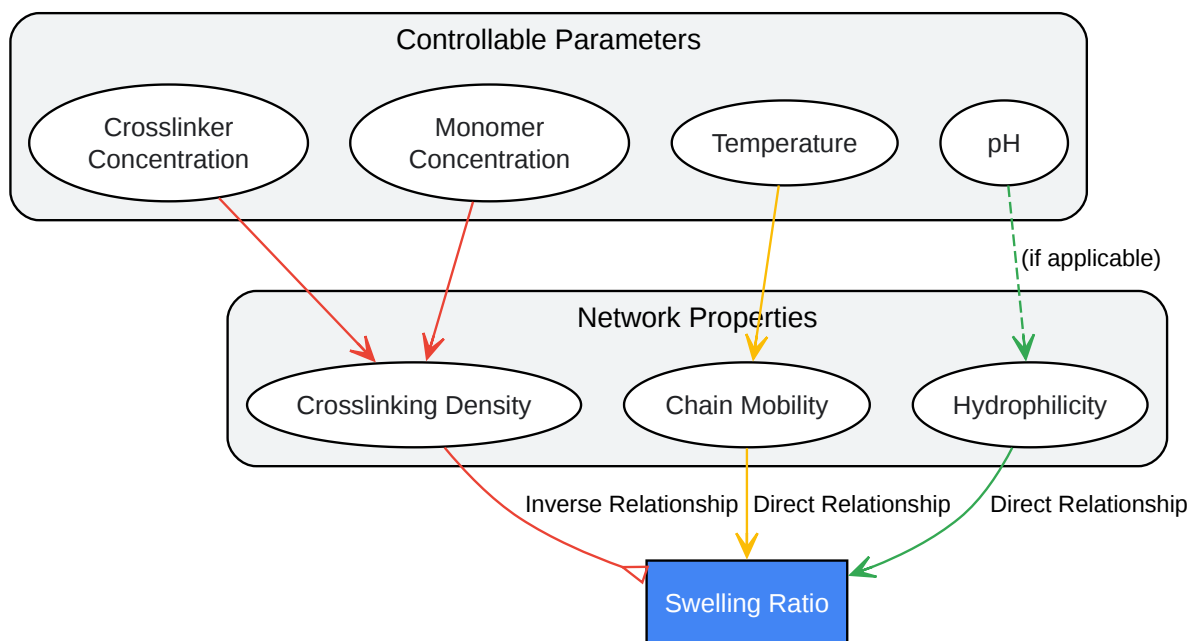 Controllable Parameters
Crosslinker
Concentration
Monomer
Concentration
Temperature
pH
(if applicable)
Network Properties
Crosslinking Density
Chain Mobility
Hydrophilicity
Inverse Relationship
Direct Relationship
Direct Relationship
Swelling Ratio